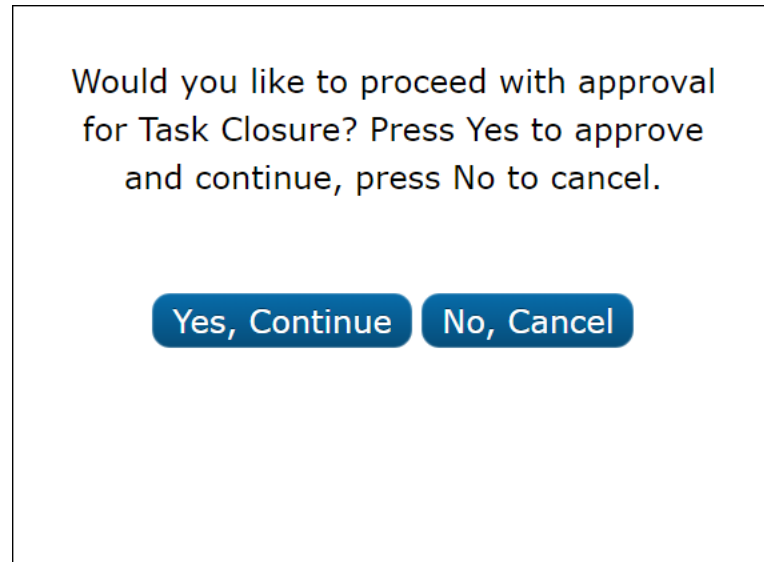 Would you like to proceed with approval
for Task Closure? Press Yes to approve
and continue, press No to cancel.
Yes, Continue No, Cancel